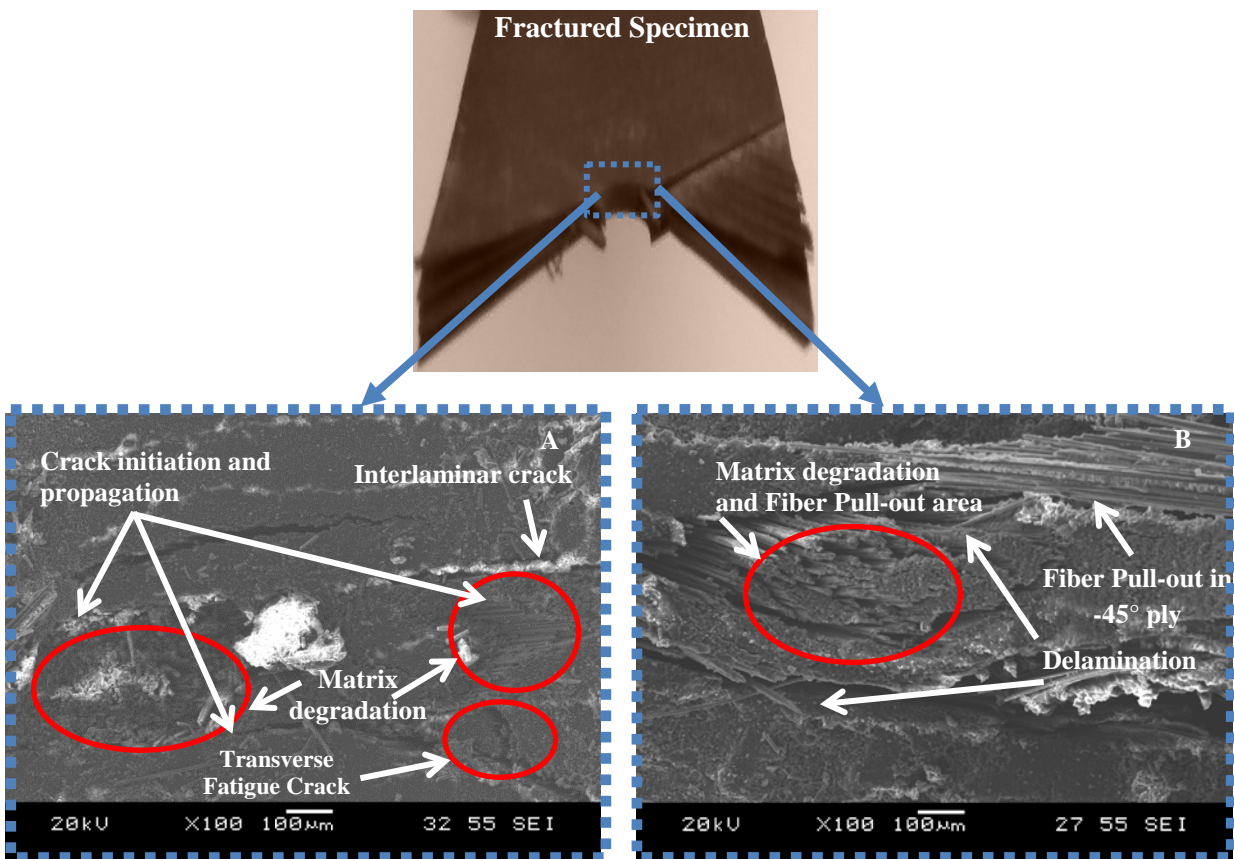 Fractured Specimen
A
Crack initiation and
propagation
Interlaminar crack
Matrix
degradation
Transverse
Fatigue Crack
20kV X100 100μm 32 55 SEI
B
Matrix degradation
and Fiber Pull-out area
Fiber Pull-out in
-45° ply
Delamination
20kV X100 100μm 27 55 SEI